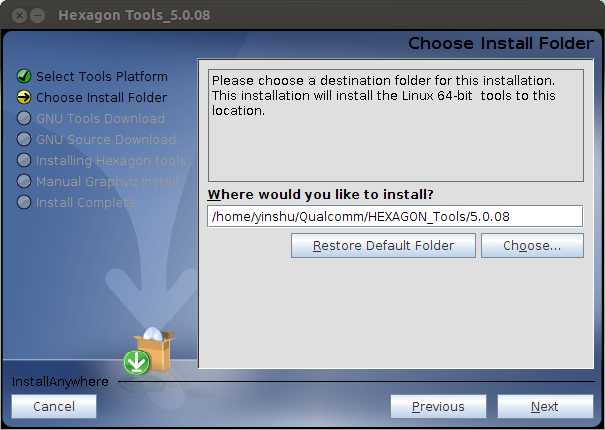 Hexagon Tools_5.0.08
Choose Install Folder
Select Tools Platform
Choose Install Folder
GNU Tools Download
GNU Source Download
Installing Hexagon tools
Manual Graphviz Install
Install Complete
Please choose a destination folder for this installation.
This installation will install the Linux 64-bit  tools to this
location.
Where would you like to install?
/home/yinshu/Qualcomm/HEXAGON_Tools/5.0.08
Restore Default Folder
Choose...
InstallAnywhere
Cancel
Previous
Next